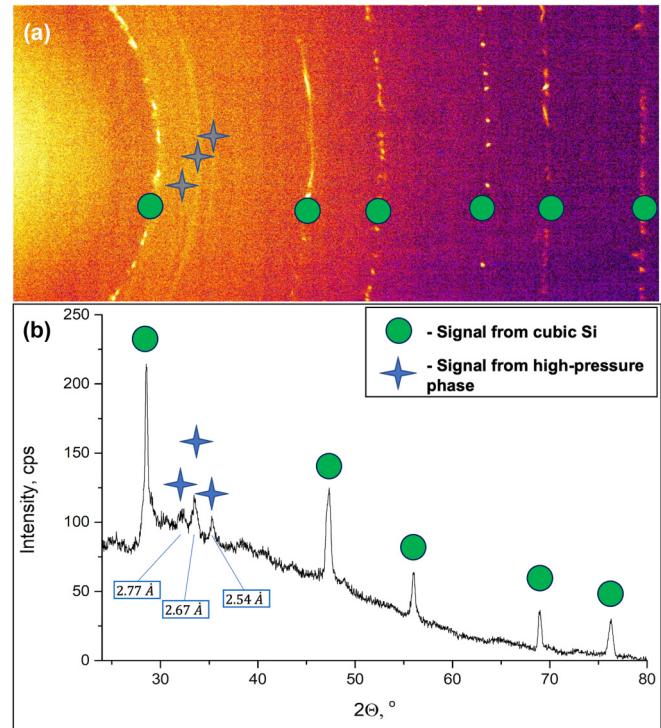 (a)
(b)
250
200
150
100
50
0
Intensity, cps
- Signal from cubic Si
- Signal from high-pressure
phase
2.77 Å
2.67 Å
2.54 Å
30 40 50 60 70 80
2Θ, °